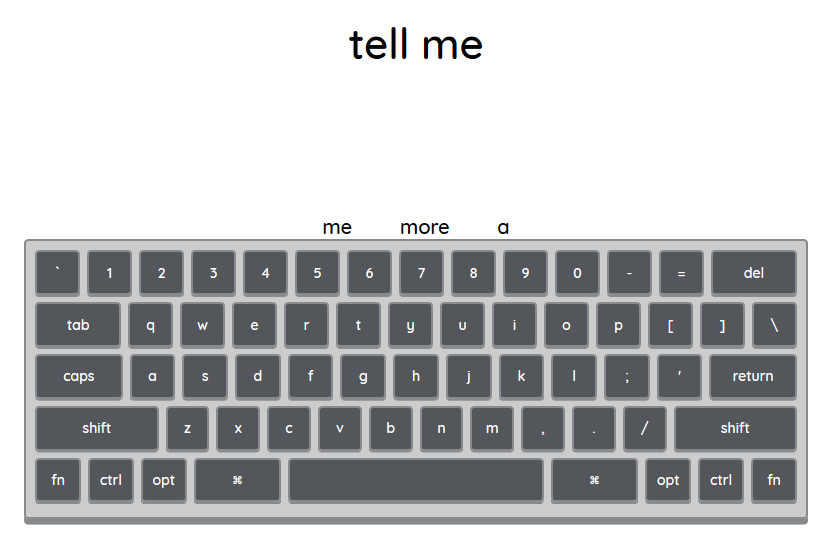 tell me
me more a
` 1 2 3 4 5 6 7 8 9 0 - = del
tab q w e r t y u i o p [ ] \
caps a s d f g h j k l ; ' return
shift z x c v b n m , . / shift
fn ctrl opt ⌘ ⌘ opt ctrl fn